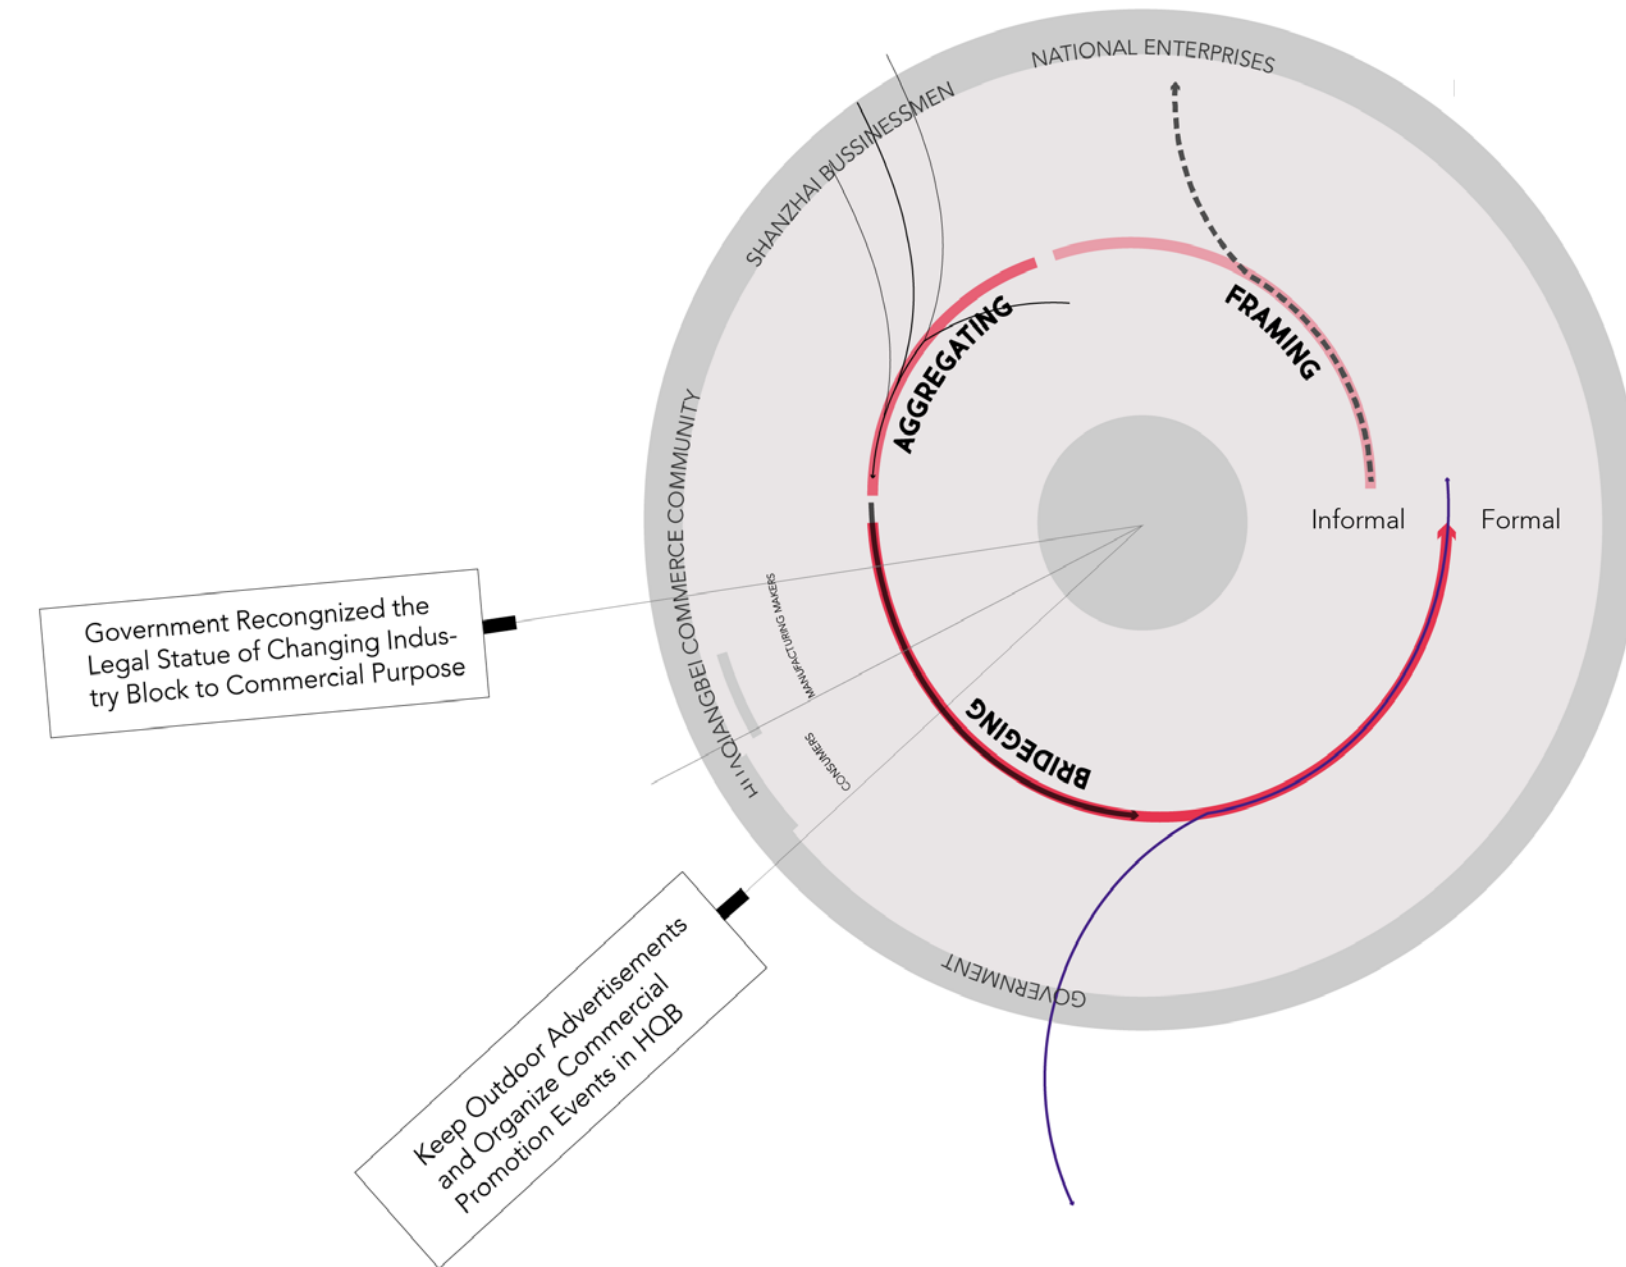 NATIONAL ENTERPRISES
SHANZHAI BUSSINESSMEN
FRAMING
AGGREGATING
HUAQIANGBEI COMMERCE COMMUNITY
Informal
Formal
MANUFACTURING MAKERS
Government Recongnized the
Legal Statue of Changing Indus-
try Block to Commercial Purpose
CONSUMERS
BRIDEGING
GOVERNMENT
Keep Outdoor Advertisements
and Organize Commercial
Promotion Events in HQB